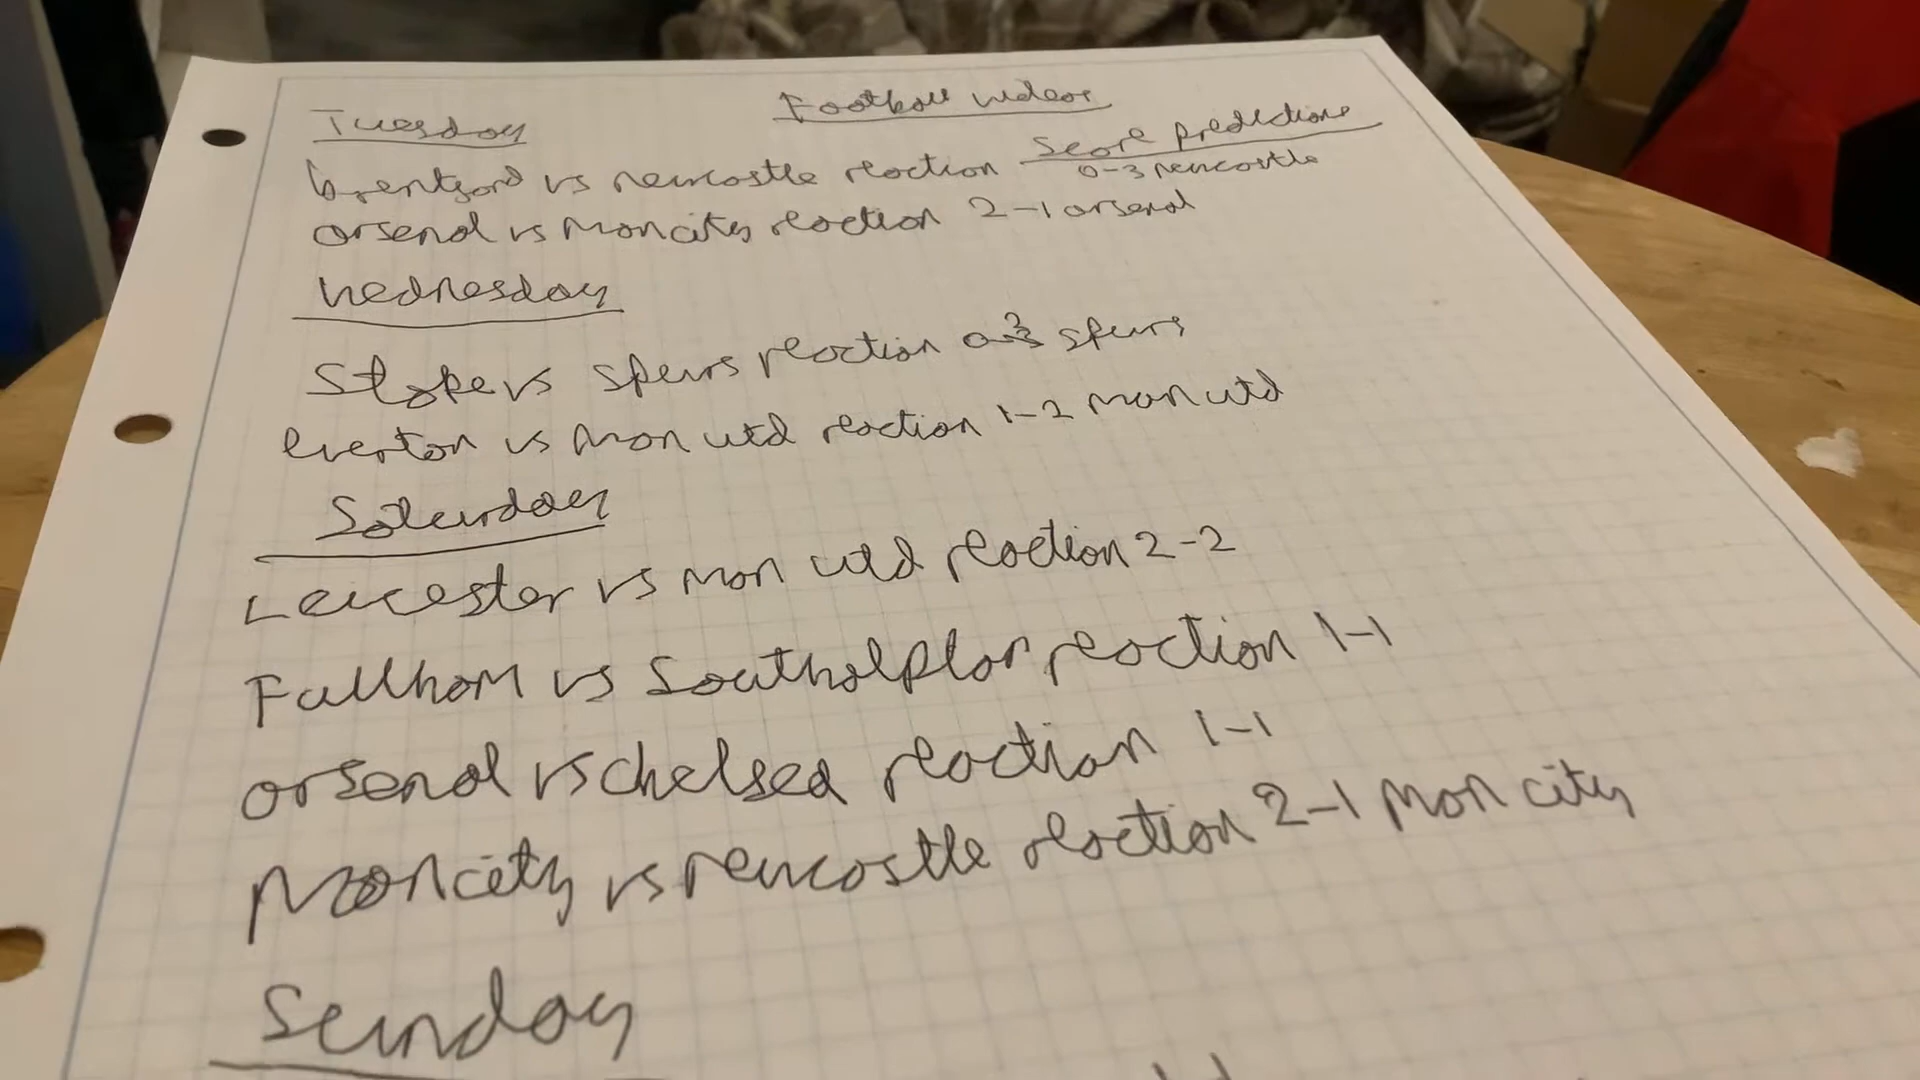 Football videos
Tuesday
Score predictions
brentford vs newcastle reaction 0-3 newcastle
arsenal vs man city reaction 2-1 arsenal
Wednesday
Stoke vs spurs reaction 0-3 spurs
everton vs man utd reaction 1-2 man utd
Saturday
Leicester vs man utd reaction 2-2
Fullham vs reaction 1-1
arsenal vs chelsea reaction 1-1
man city vs newcastle reaction 2-1 man city
Sunday